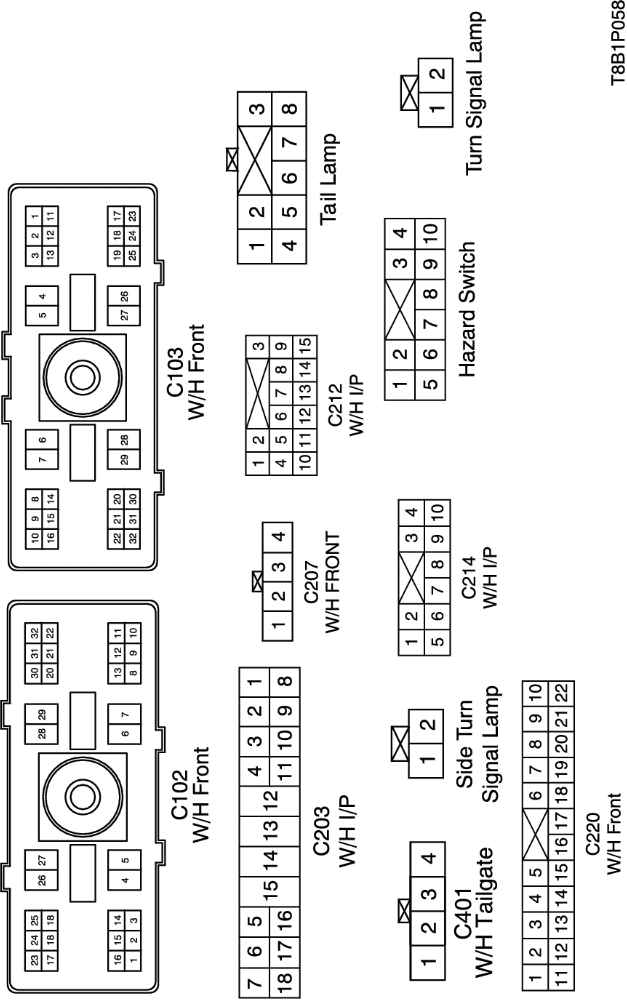 23 24 25 26 27 28 29 30 31 32
17 18 18 20 21 22
16 15 14 4 5 6 7 13 12 11
1 2 3 8 9 10
C102
W/H Front
10 9 8 7 6 5 4 3 2 1
16 15 14 13 12 11
22 21 20 29 28 27 26 19 18 17
32 31 30 25 24 23
C103
W/H Front
7 6 5 15 14 13 12 4 3 2 1
18 17 16 11 10 9 8
C203
W/H I/P
1 2 3 4
C207
W/H FRONT
1 2 3
4 5 6 7 8 9
10 11 12 13 14 15
C212
W/H I/P
1 2 3
4 5 6 7 8
Tail Lamp
1 2 3 4
C401
W/H Tailgate
1 2
Side Turn
Signal Lamp
1 2 3 4
5 6 7 8 9 10
C214
W/H I/P
1 2 3 4
5 6 7 8 9 10
Hazard Switch
1 2
Turn Signal Lamp
1 2 3 4 5 6 7 8 9 10
11 12 13 14 15 16 17 18 19 20 21 22
C220
W/H Front
T8B1P058